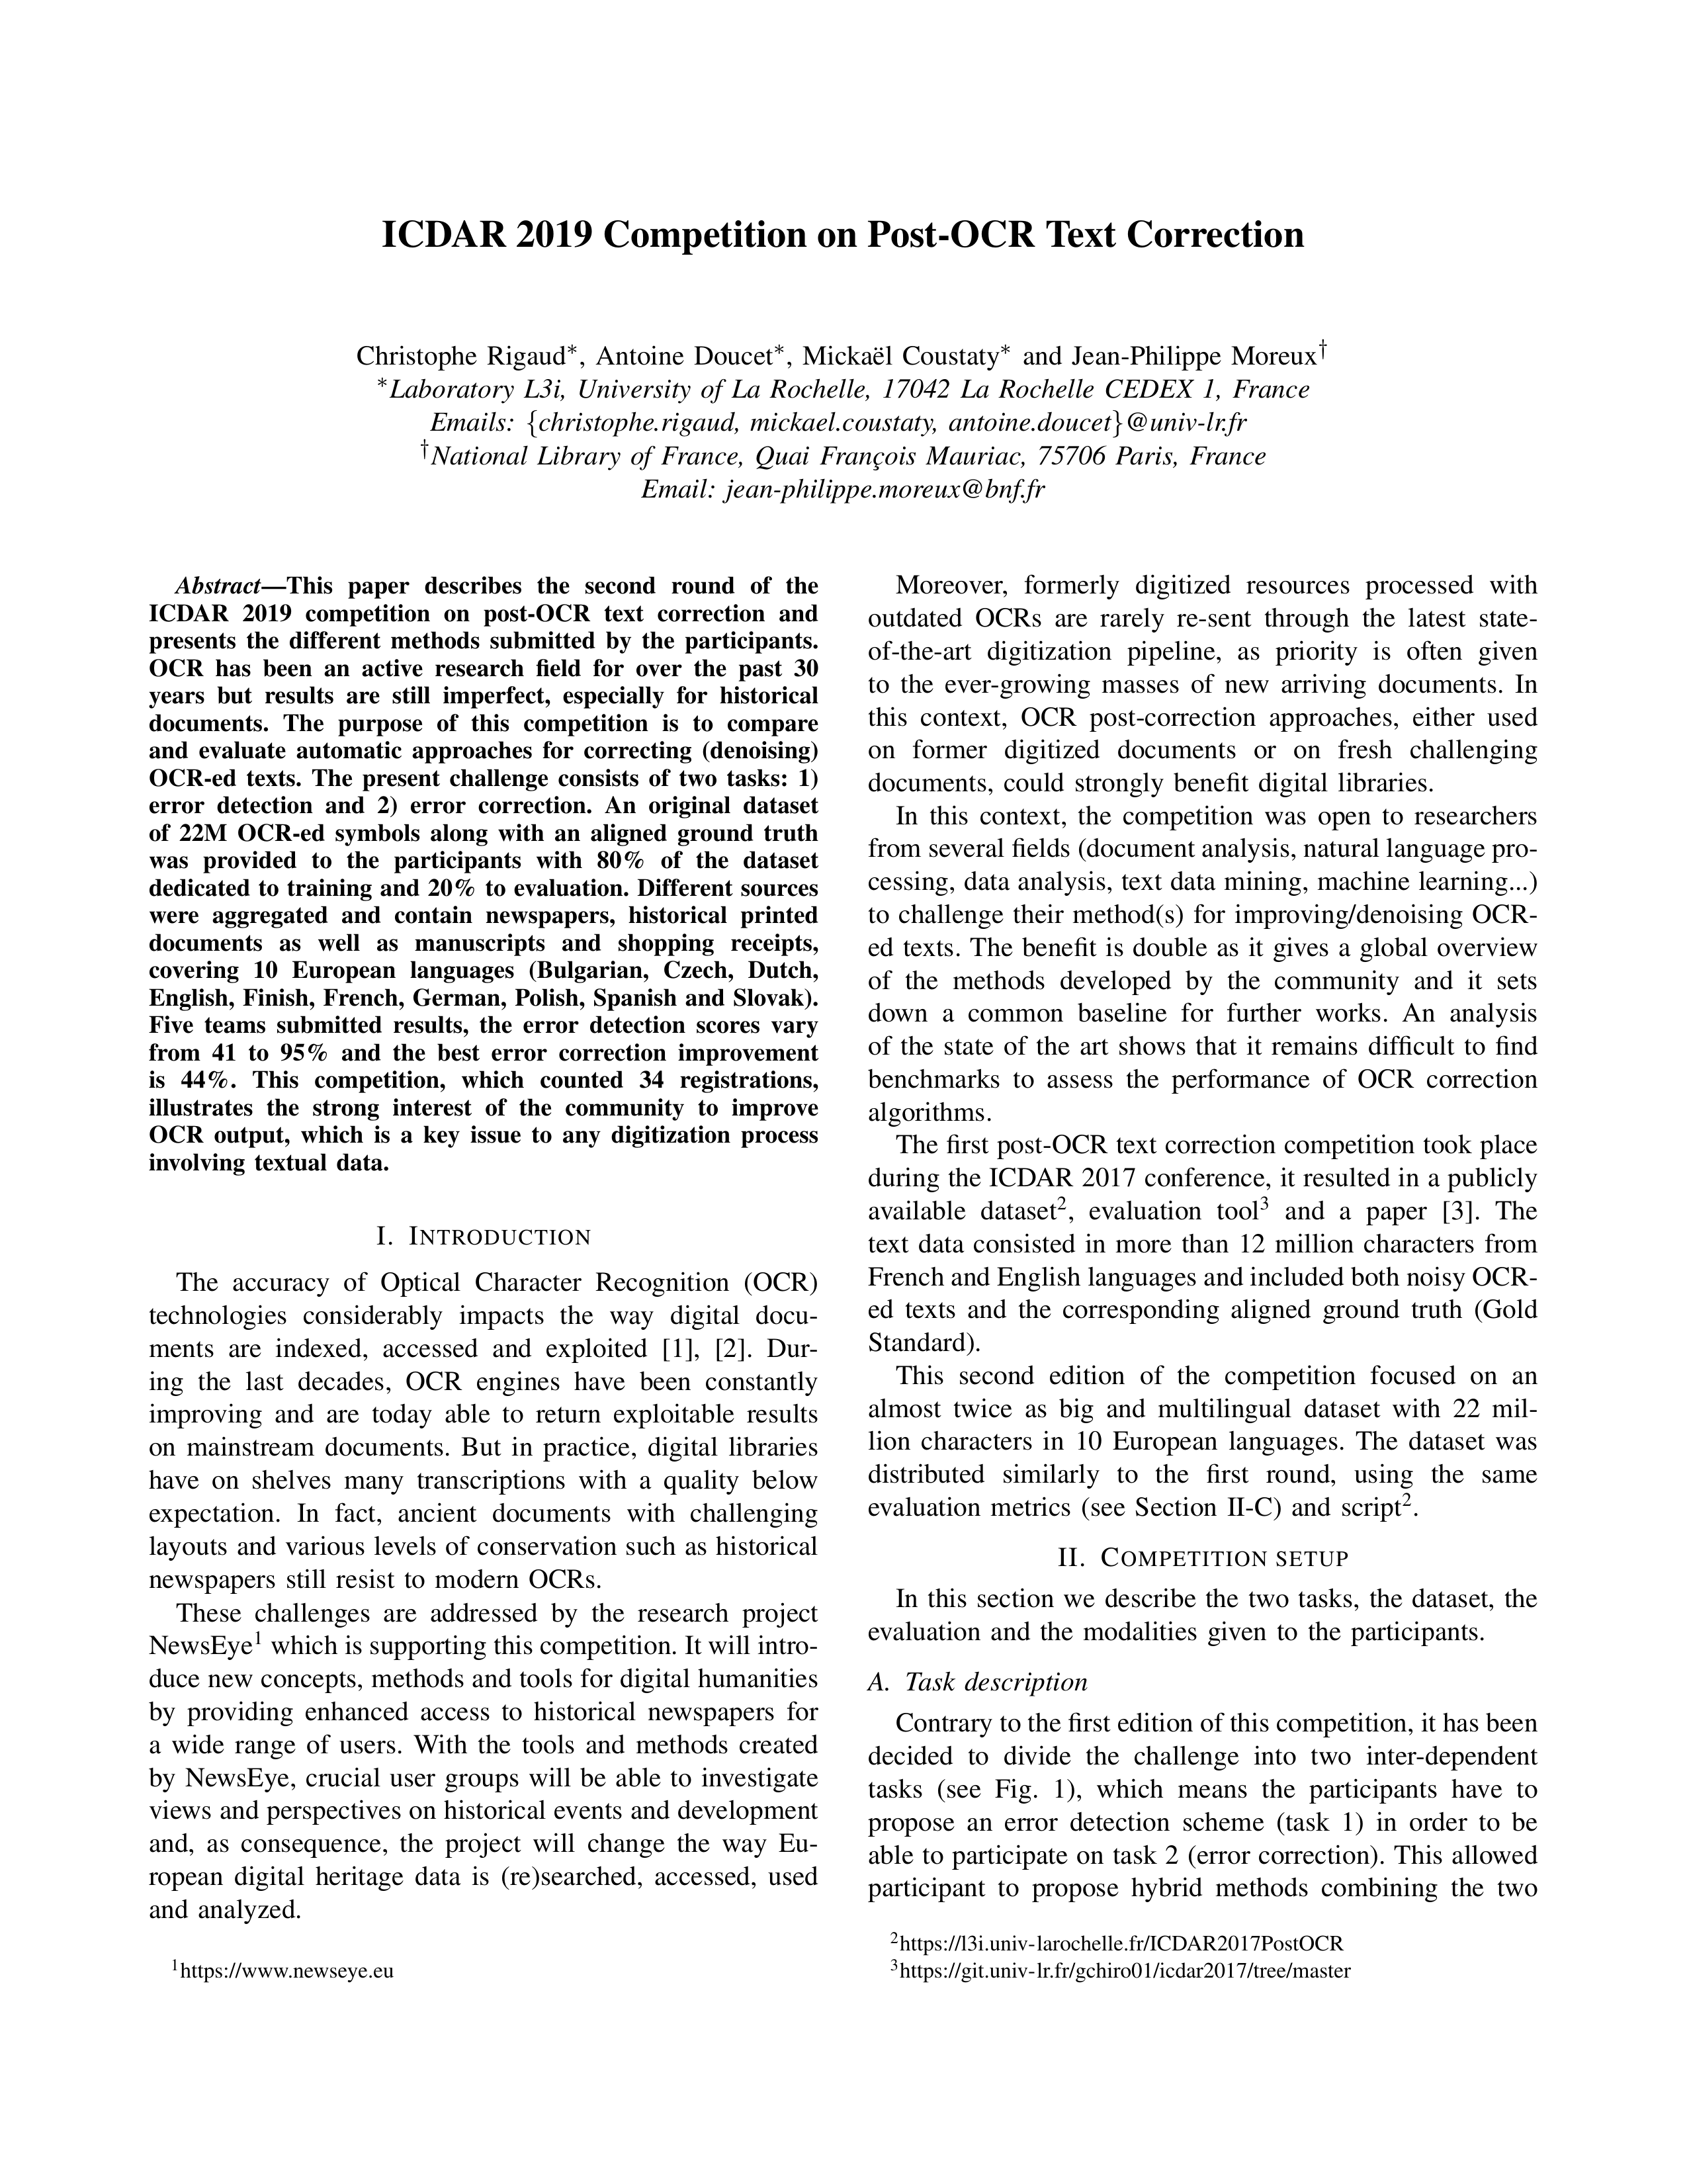 ICDAR 2019 Competition on Post-OCR Text Correction
Christophe Rigaud*, Antoine Doucet*, Mickaël Coustaty* and Jean-Philippe Moreux†
*Laboratory L3i, University of La Rochelle, 17042 La Rochelle CEDEX 1, France
Emails: {christophe.rigaud, mickael.coustaty, antoine.doucet}@univ-lr.fr
†National Library of France, Quai François Mauriac, 75706 Paris, France
Email: jean-philippe.moreux@bnf.fr
Abstract—This paper describes the second round of the
ICDAR 2019 competition on post-OCR text correction and
presents the different methods submitted by the participants.
OCR has been an active research field for over the past 30
years but results are still imperfect, especially for historical
documents. The purpose of this competition is to compare
and evaluate automatic approaches for correcting (denoising)
OCR-ed texts. The present challenge consists of two tasks: 1)
error detection and 2) error correction. An original dataset
of 22M OCR-ed symbols along with an aligned ground truth
was provided to the participants with 80% of the dataset
dedicated to training and 20% to evaluation. Different sources
were aggregated and contain newspapers, historical printed
documents as well as manuscripts and shopping receipts,
covering 10 European languages (Bulgarian, Czech, Dutch,
English, Finish, French, German, Polish, Spanish and Slovak).
Five teams submitted results, the error detection scores vary
from 41 to 95% and the best error correction improvement
is 44%. This competition, which counted 34 registrations,
illustrates the strong interest of the community to improve
OCR output, which is a key issue to any digitization process
involving textual data.
I. INTRODUCTION
The accuracy of Optical Character Recognition (OCR)
technologies considerably impacts the way digital docu-
ments are indexed, accessed and exploited [1], [2]. Dur-
ing the last decades, OCR engines have been constantly
improving and are today able to return exploitable results
on mainstream documents. But in practice, digital libraries
have on shelves many transcriptions with a quality below
expectation. In fact, ancient documents with challenging
layouts and various levels of conservation such as historical
newspapers still resist to modern OCRs.
These challenges are addressed by the research project
NewsEye¹ which is supporting this competition. It will intro-
duce new concepts, methods and tools for digital humanities
by providing enhanced access to historical newspapers for
a wide range of users. With the tools and methods created
by NewsEye, crucial user groups will be able to investigate
views and perspectives on historical events and development
and, as consequence, the project will change the way Eu-
ropean digital heritage data is (re)searched, accessed, used
and analyzed.
¹https://www.newseye.eu
Moreover, formerly digitized resources processed with
outdated OCRs are rarely re-sent through the latest state-
of-the-art digitization pipeline, as priority is often given
to the ever-growing masses of new arriving documents. In
this context, OCR post-correction approaches, either used
on former digitized documents or on fresh challenging
documents, could strongly benefit digital libraries.
In this context, the competition was open to researchers
from several fields (document analysis, natural language pro-
cessing, data analysis, text data mining, machine learning...)
to challenge their method(s) for improving/denoising OCR-
ed texts. The benefit is double as it gives a global overview
of the methods developed by the community and it sets
down a common baseline for further works. An analysis
of the state of the art shows that it remains difficult to find
benchmarks to assess the performance of OCR correction
algorithms.
The first post-OCR text correction competition took place
during the ICDAR 2017 conference, it resulted in a publicly
available dataset², evaluation tool³ and a paper [3]. The
text data consisted in more than 12 million characters from
French and English languages and included both noisy OCR-
ed texts and the corresponding aligned ground truth (Gold
Standard).
This second edition of the competition focused on an
almost twice as big and multilingual dataset with 22 mil-
lion characters in 10 European languages. The dataset was
distributed similarly to the first round, using the same
evaluation metrics (see Section II-C) and script².
II. COMPETITION SETUP
In this section we describe the two tasks, the dataset, the
evaluation and the modalities given to the participants.
A. Task description
Contrary to the first edition of this competition, it has been
decided to divide the challenge into two inter-dependent
tasks (see Fig. 1), which means the participants have to
propose an error detection scheme (task 1) in order to be
able to participate on task 2 (error correction). This allowed
participant to propose hybrid methods combining the two
²https://l3i.univ-larochelle.fr/ICDAR2017PostOCR
³https://git.univ-lr.fr/gchiro01/icdar2017/tree/master